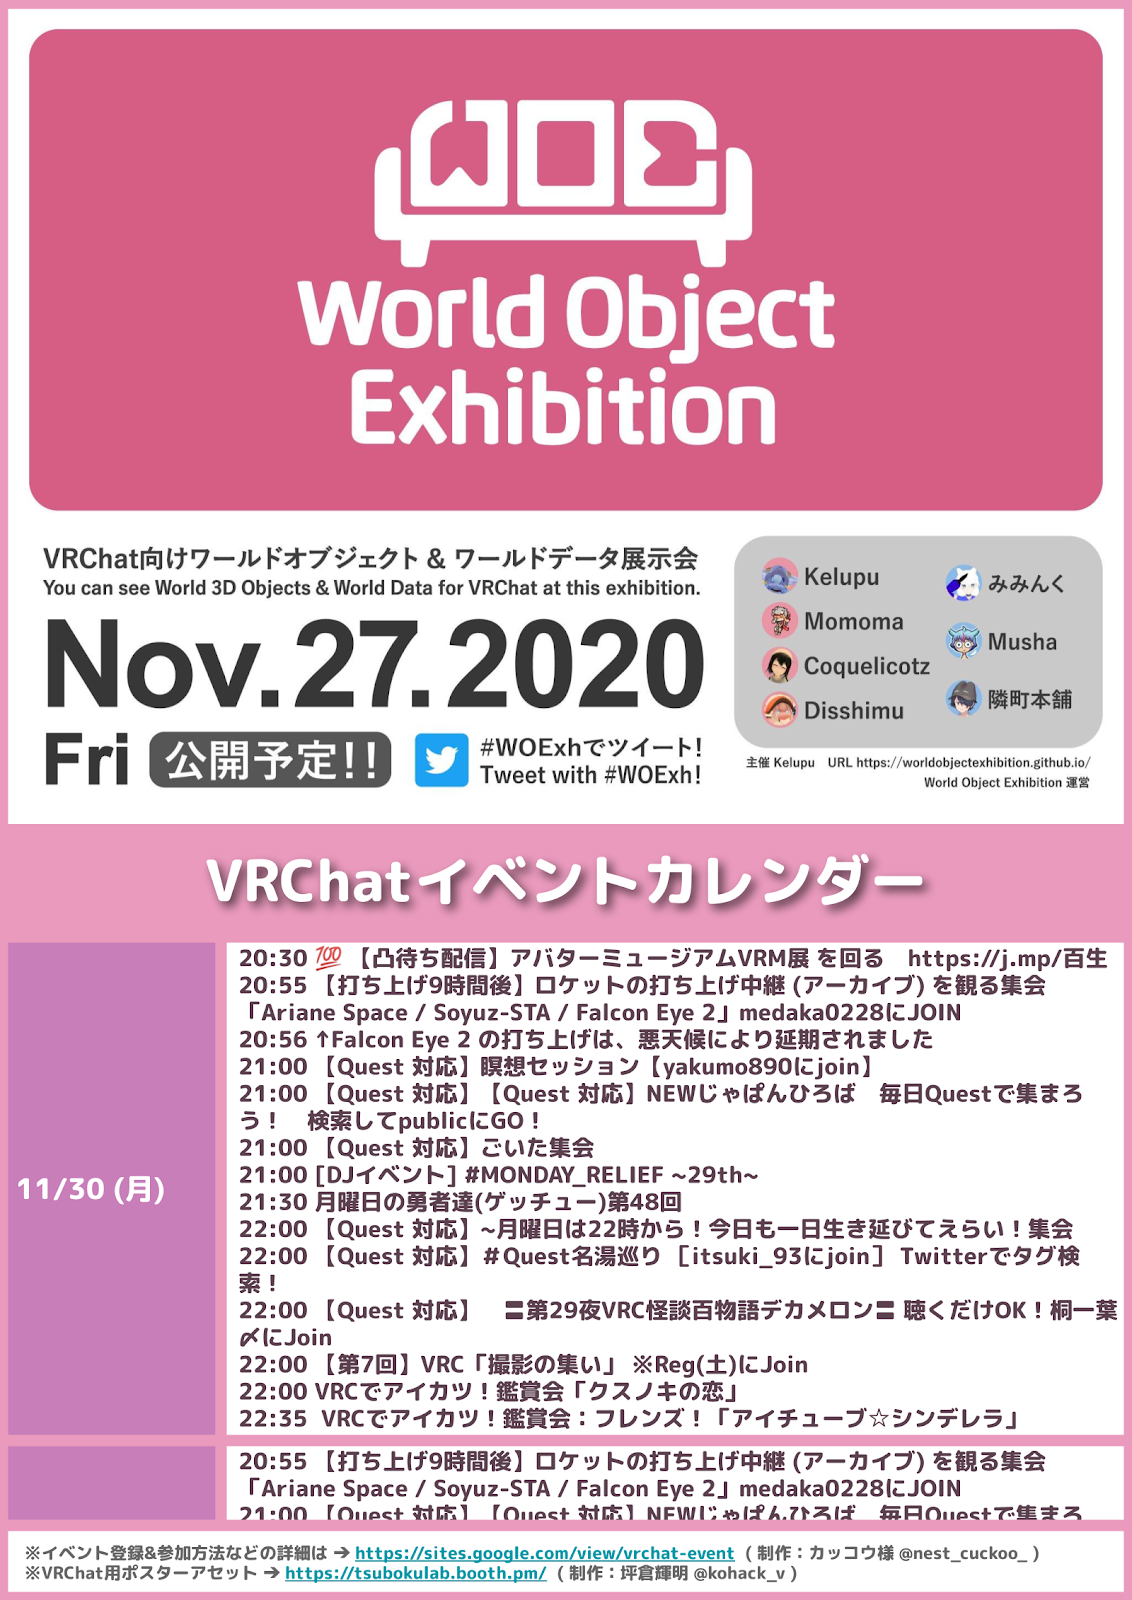 WOE
World Object
Exhibition
VRChat向けワールドオブジェクト & ワールドデータ展示会
You can see World 3D Objects & World Data for VRChat at this exhibition.
Nov.27.2020
Fri 公開予定!!
#WOExhでツイート!
Tweet with #WOExh!
Kelupu
Momoma
Coquelicotz
Disshimu
みみんく
Musha
隣町本舗
主催 Kelupu URL https://worldobjectexhibition.github.io/
World Object Exhibition 運営
VRChatイベントカレンダー
11/30 (月)
20:30 💯 【凸待ち配信】アバターミュージアムVRM展 を回る https://j.mp/百生
20:55 【打ち上げ9時間後】ロケットの打ち上げ中継 (アーカイブ) を観る集会
「Ariane Space / Soyuz-STA / Falcon Eye 2」medaka0228にJOIN
20:56 ↑Falcon Eye 2 の打ち上げは、悪天候により延期されました
21:00 【Quest 対応】瞑想セッション【yakumo890にjoin】
21:00 【Quest 対応】【Quest 対応】NEWじゃぱんひろば 毎日Questで集まろ
う! 検索してpublicにGO!
21:00 【Quest 対応】ごいた集会
21:00 [DJイベント] #MONDAY_RELIEF ~29th~
21:30 月曜日の勇者達(ゲッチュー)第48回
22:00 【Quest 対応】~月曜日は22時から!今日も一日生き延びてえらい!集会
22:00 【Quest 対応】#Quest名湯巡り [itsuki_93にjoin] Twitterでタグ検
索!
22:00 【Quest 対応】 〓第29夜VRC怪談百物語デカメロン〓 聴くだけOK!桐一葉
〆にJoin
22:00 【第7回】VRC「撮影の集い」 ※Reg(土)にJoin
22:00 VRCでアイカツ!鑑賞会「クスノキの恋」
22:35 VRCでアイカツ!鑑賞会:フレンズ!「アイチューブ☆シンデレラ」
20:55 【打ち上げ9時間後】ロケットの打ち上げ中継 (アーカイブ) を観る集会
「Ariane Space / Soyuz-STA / Falcon Eye 2」medaka0228にJOIN
21:00 【Quest 対応】【Quest 対応】NEWじゃぱんひろば 毎日Questで集まろ
※イベント登録&参加方法などの詳細は ➔ https://sites.google.com/view/vrchat-event (制作:カッコウ様 @nest_cuckoo_ )
※VRChat用ポスターアセット ➔ https://tsubokulab.booth.pm/ (制作:坪倉輝明 @kohack_v )